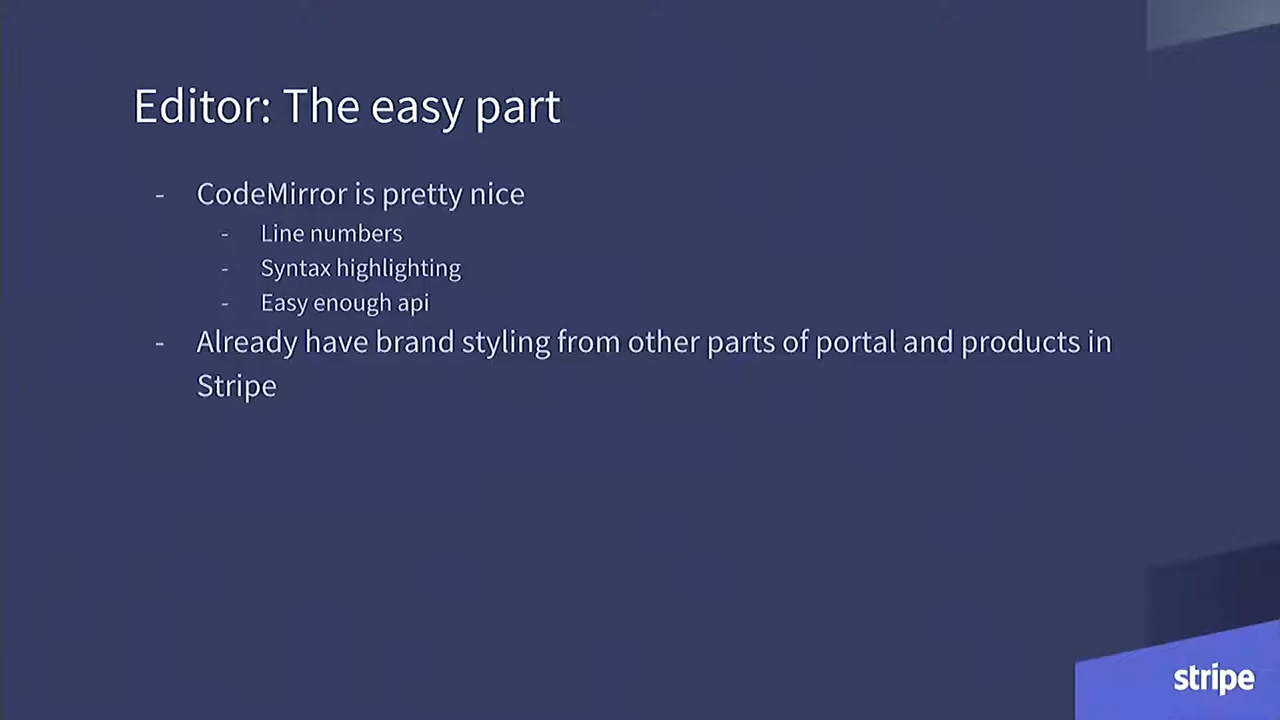 Editor: The easy part
- CodeMirror is pretty nice
- Line numbers
- Syntax highlighting
- Easy enough api
- Already have brand styling from other parts of portal and products in
Stripe
stripe